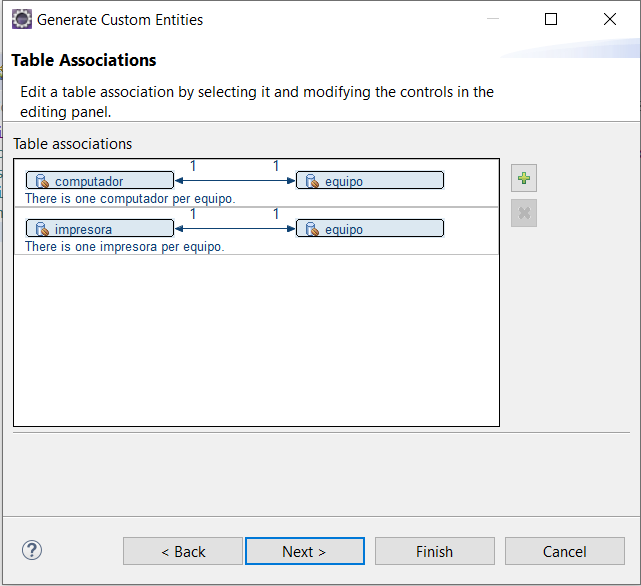 Generate Custom Entities
Table Associations
Edit a table association by selecting it and modifying the controls in the
editing panel.
Table associations
computador 1 1 equipo
There is one computador per equipo.
impresora 1 1 equipo
There is one impresora per equipo.
?
< Back Next > Finish Cancel